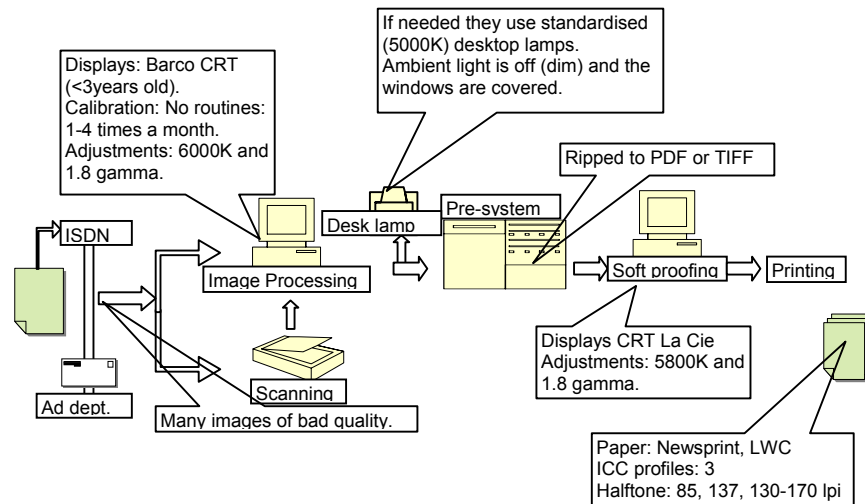 If needed they use standardised
(5000K) desktop lamps.
Ambient light is off (dim) and the
windows are covered.
Displays: Barco CRT
(<3years old).
Calibration: No routines:
1-4 times a month.
Adjustments: 6000K and
1.8 gamma.
Ripped to PDF or TIFF
ISDN
Desk lamp
Pre-system
Image Processing
Soft proofing
Printing
Scanning
Ad dept.
Many images of bad quality.
Displays CRT La Cie
Adjustments: 5800K and
1.8 gamma.
Paper: Newsprint, LWC
ICC profiles: 3
Halftone: 85, 137, 130-170 lpi